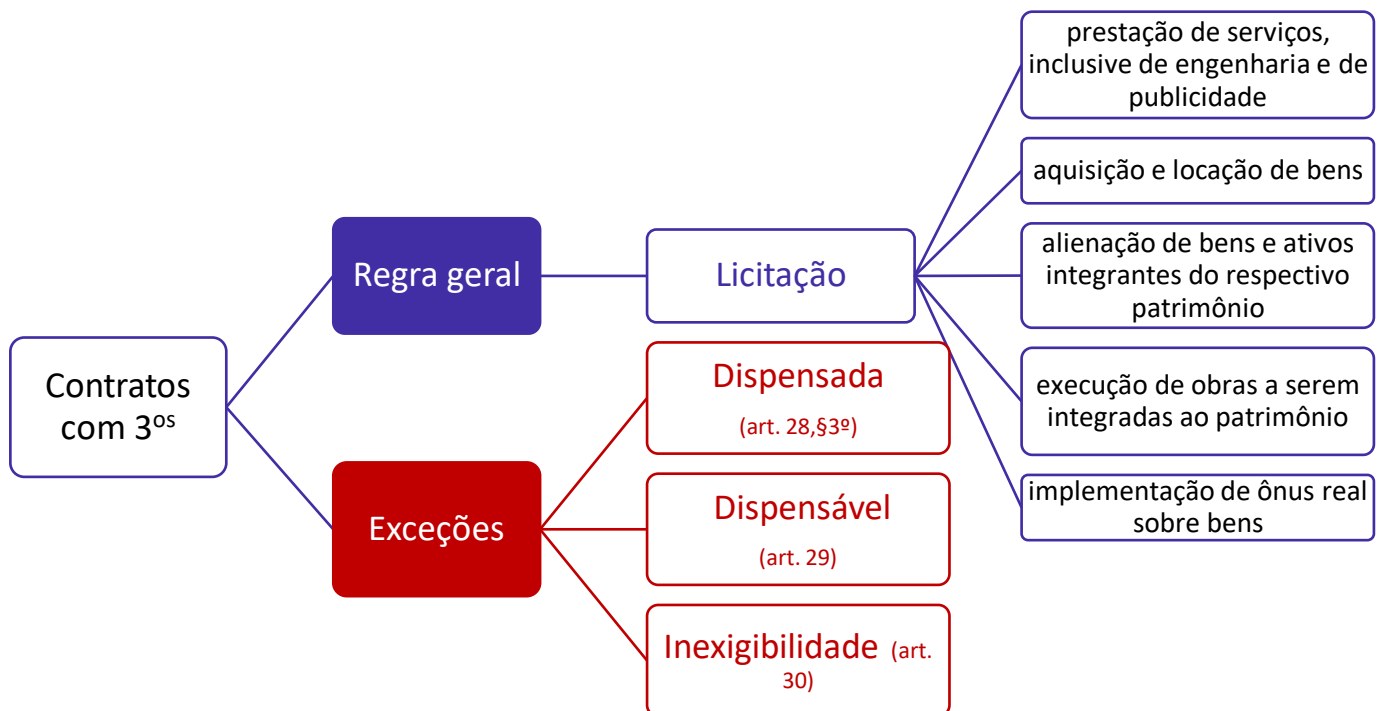 Contratos
com 3ºˢ
Regra geral
Licitação
prestação de serviços,
inclusive de engenharia e de
publicidade
aquisição e locação de bens
alienação de bens e ativos
integrantes do respectivo
patrimônio
execução de obras a serem
integradas ao patrimônio
implementação de ônus real
sobre bens
Exceções
Dispensada
(art. 28,§3º)
Dispensável
(art. 29)
Inexigibilidade (art.
30)